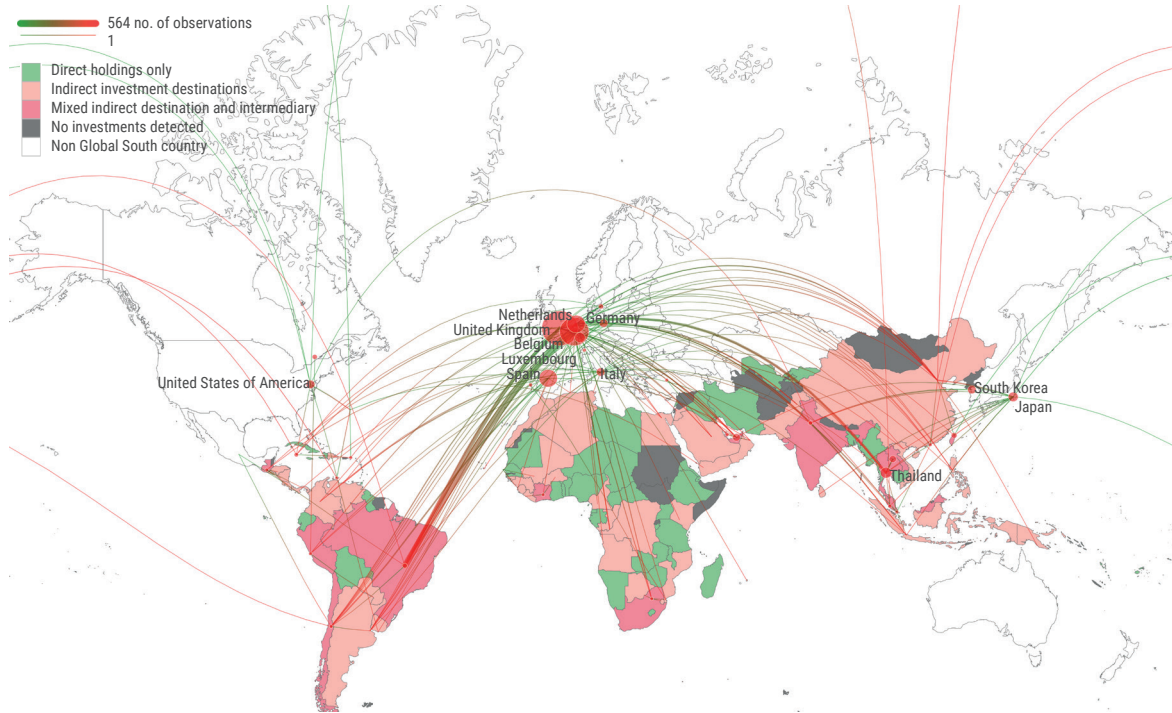 564 no. of observations
1
Direct holdings only
Indirect investment destinations
Mixed indirect destination and intermediary
No investments detected
Non Global South country
Netherlands
Germany
United Kingdom
Belgium
Luxembourg
Spain
Italy
United States of America
South Korea
Japan
Thailand